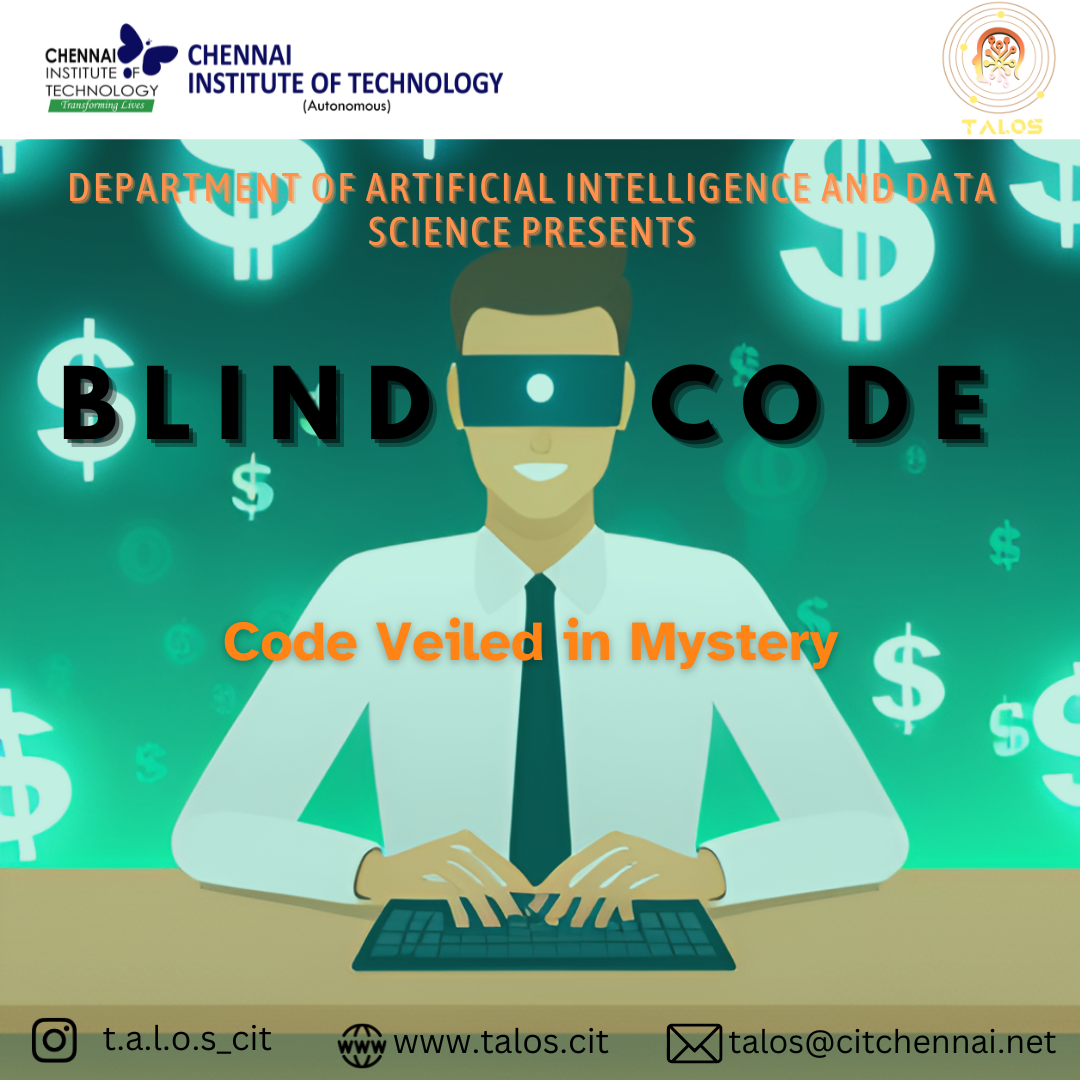 CHENNAI
INSTITUTE OF
TECHNOLOGY
Transforming Lives
CHENNAI
INSTITUTE OF TECHNOLOGY
(Autonomous)
TALOS
DEPARTMENT OF ARTIFICIAL INTELLIGENCE AND DATA
SCIENCE PRESENTS
BLIND CODE
Code Veiled in Mystery
t.a.l.o.s_cit
www.talos.cit
talos@citchennai.net